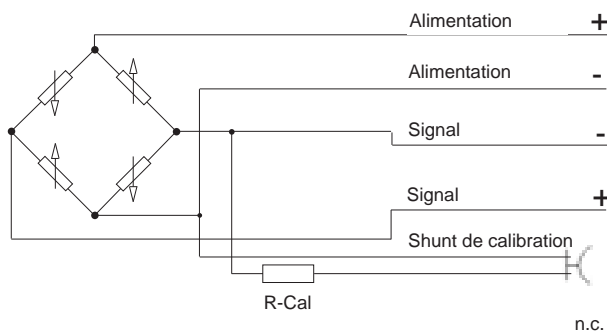 Alimentation +
Alimentation -
Signal -
Signal +
Shunt de calibration
R-Cal
n.c.